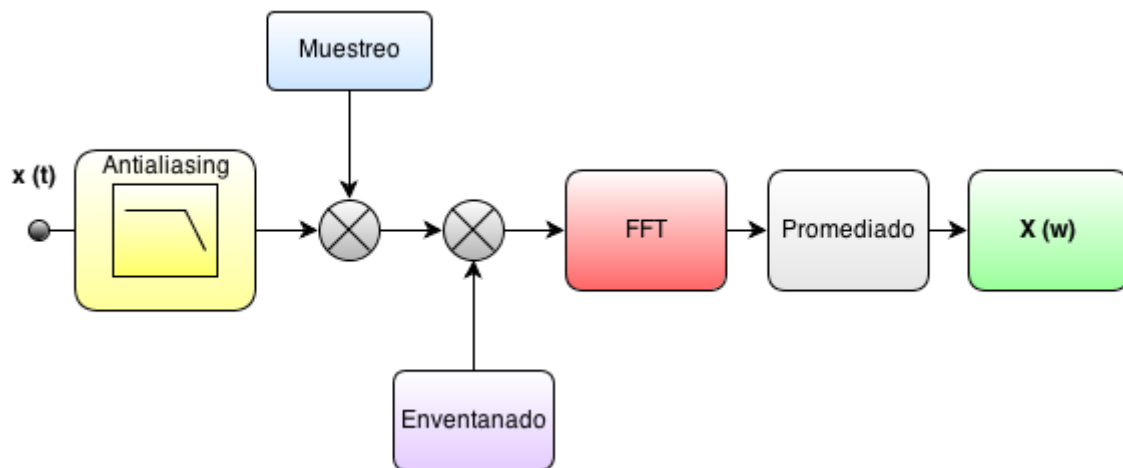 Muestreo
x (t)
Antialiasing
FFT
Promediado
X (w)
Enventanado